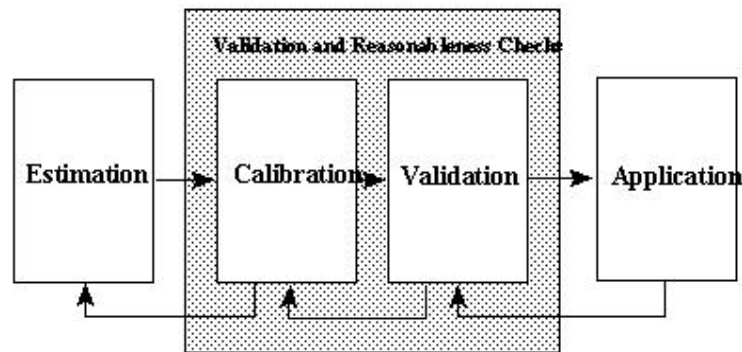 Validation and Reasonableness Checks
Estimation
Calibration
Validation
Application